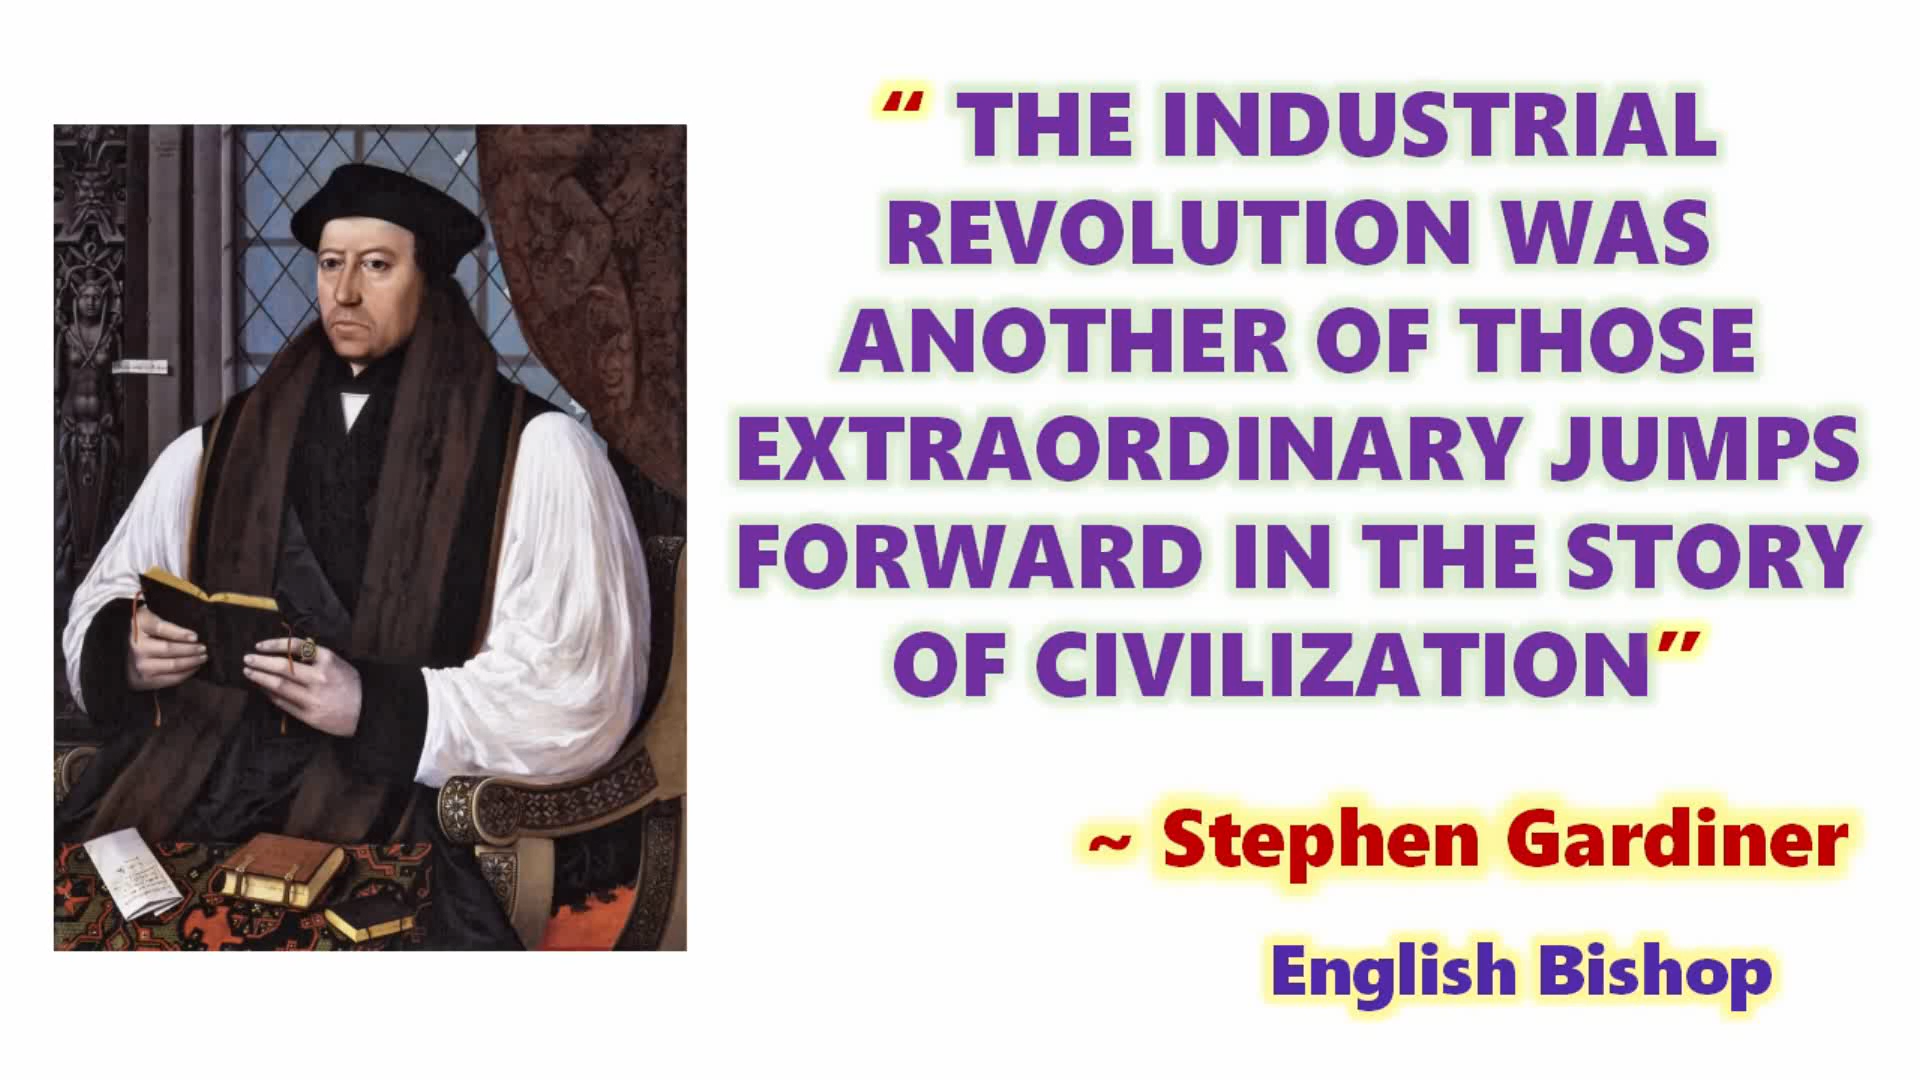 “ THE INDUSTRIAL
REVOLUTION WAS
ANOTHER OF THOSE
EXTRAORDINARY JUMPS
FORWARD IN THE STORY
OF CIVILIZATION”
~ Stephen Gardiner
English Bishop